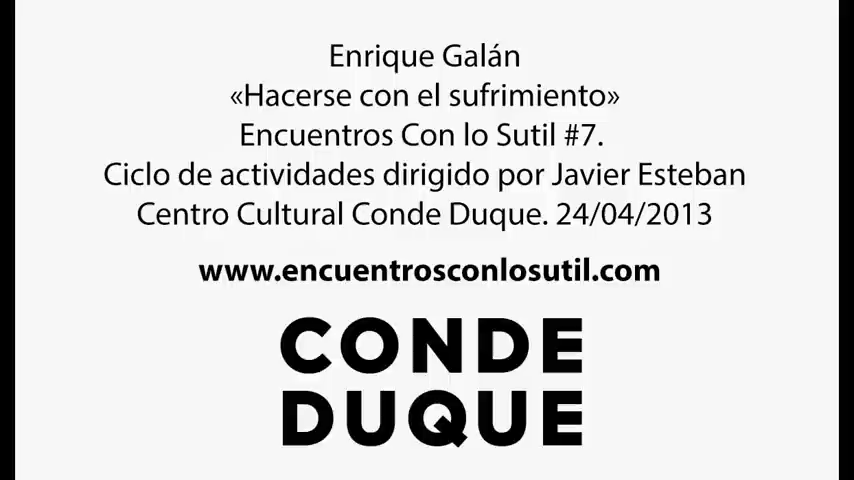 Enrique Galán
«Hacerse con el sufrimiento»
Encuentros Con lo Sutil #7.
Ciclo de actividades dirigido por Javier Esteban
Centro Cultural Conde Duque. 24/04/2013
www.encuentrosconlosutil.com
CONDE
DUQUE